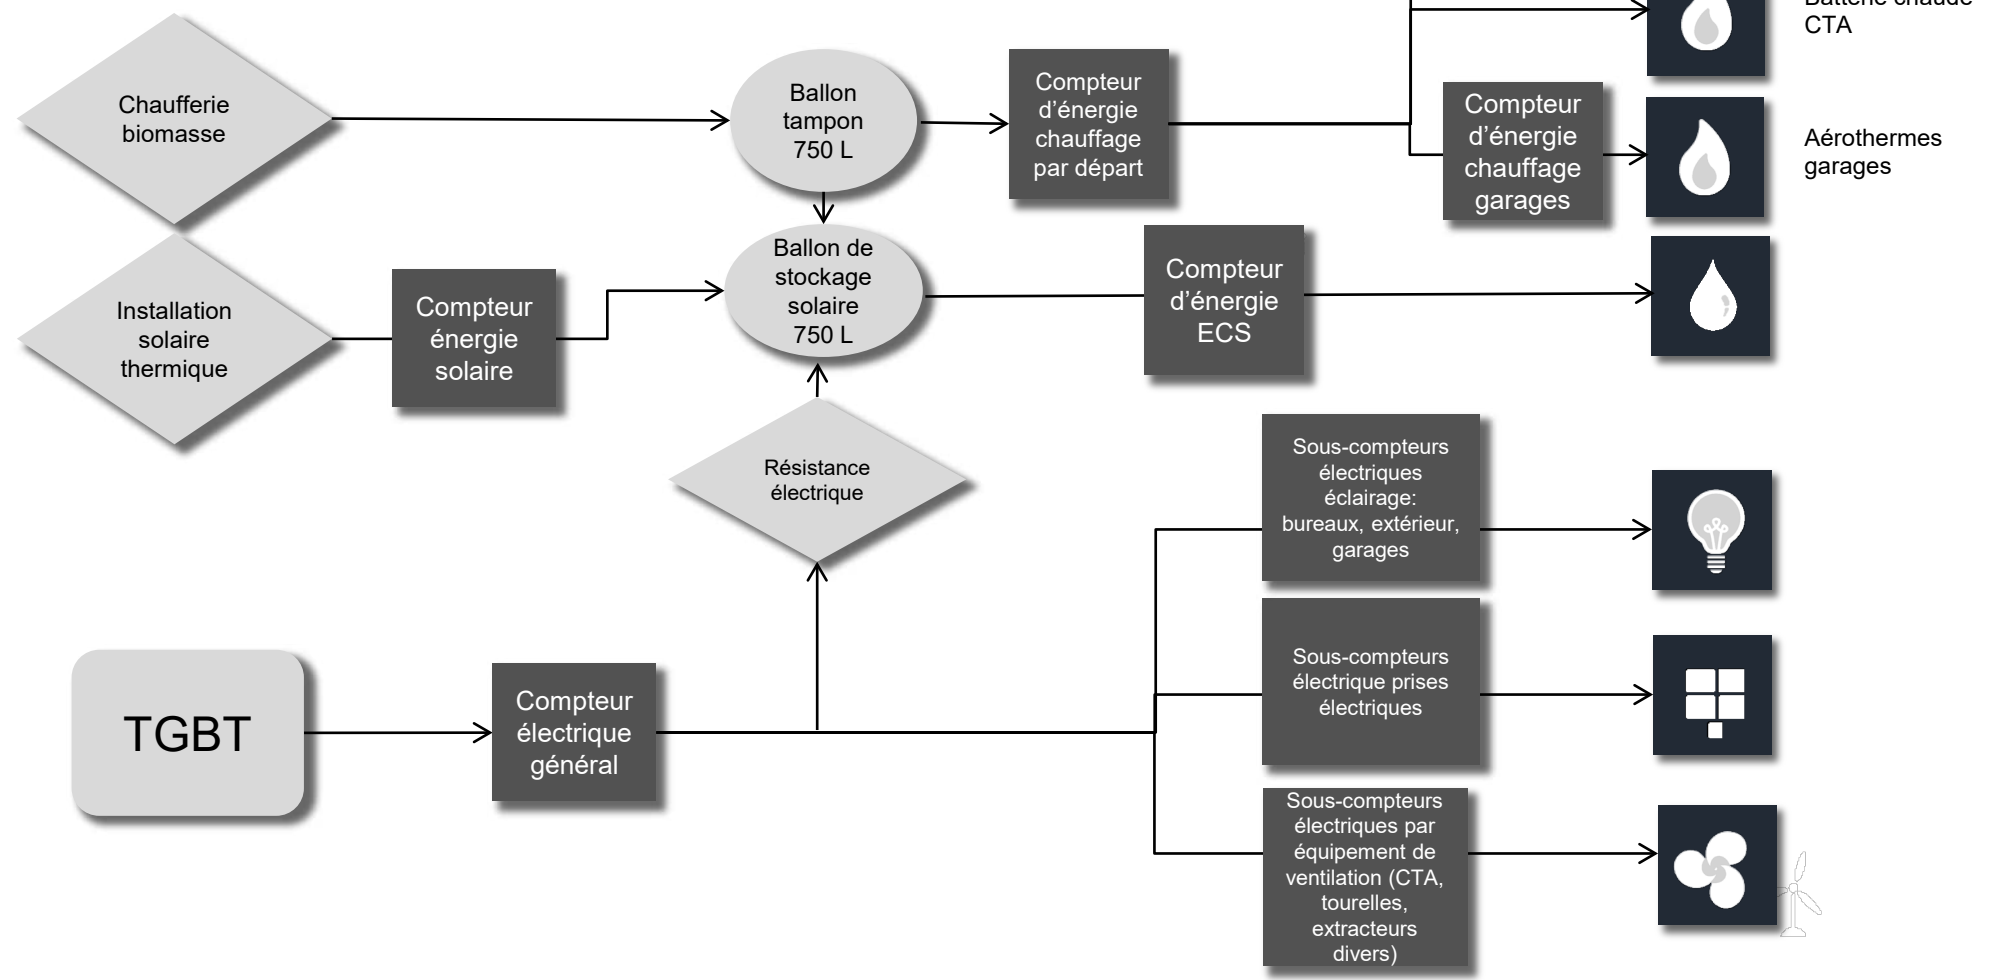 Batterie chaude
CTA
Chaufferie
biomasse
Ballon
tampon
750 L
Compteur
d’énergie
chauffage
par départ
Compteur
d’énergie
chauffage
garages
Aérothermes
garages
Installation
solaire
thermique
Compteur
énergie
solaire
Ballon de
stockage
solaire
750 L
Compteur
d’énergie
ECS
Résistance
électrique
Sous-compteurs
électriques
éclairage:
bureaux, extérieur,
garages
Sous-compteurs
électrique prises
électriques
TGBT
Compteur
électrique
général
Sous-compteurs
électriques par
équipement de
ventilation (CTA,
tourelles,
extracteurs
divers)